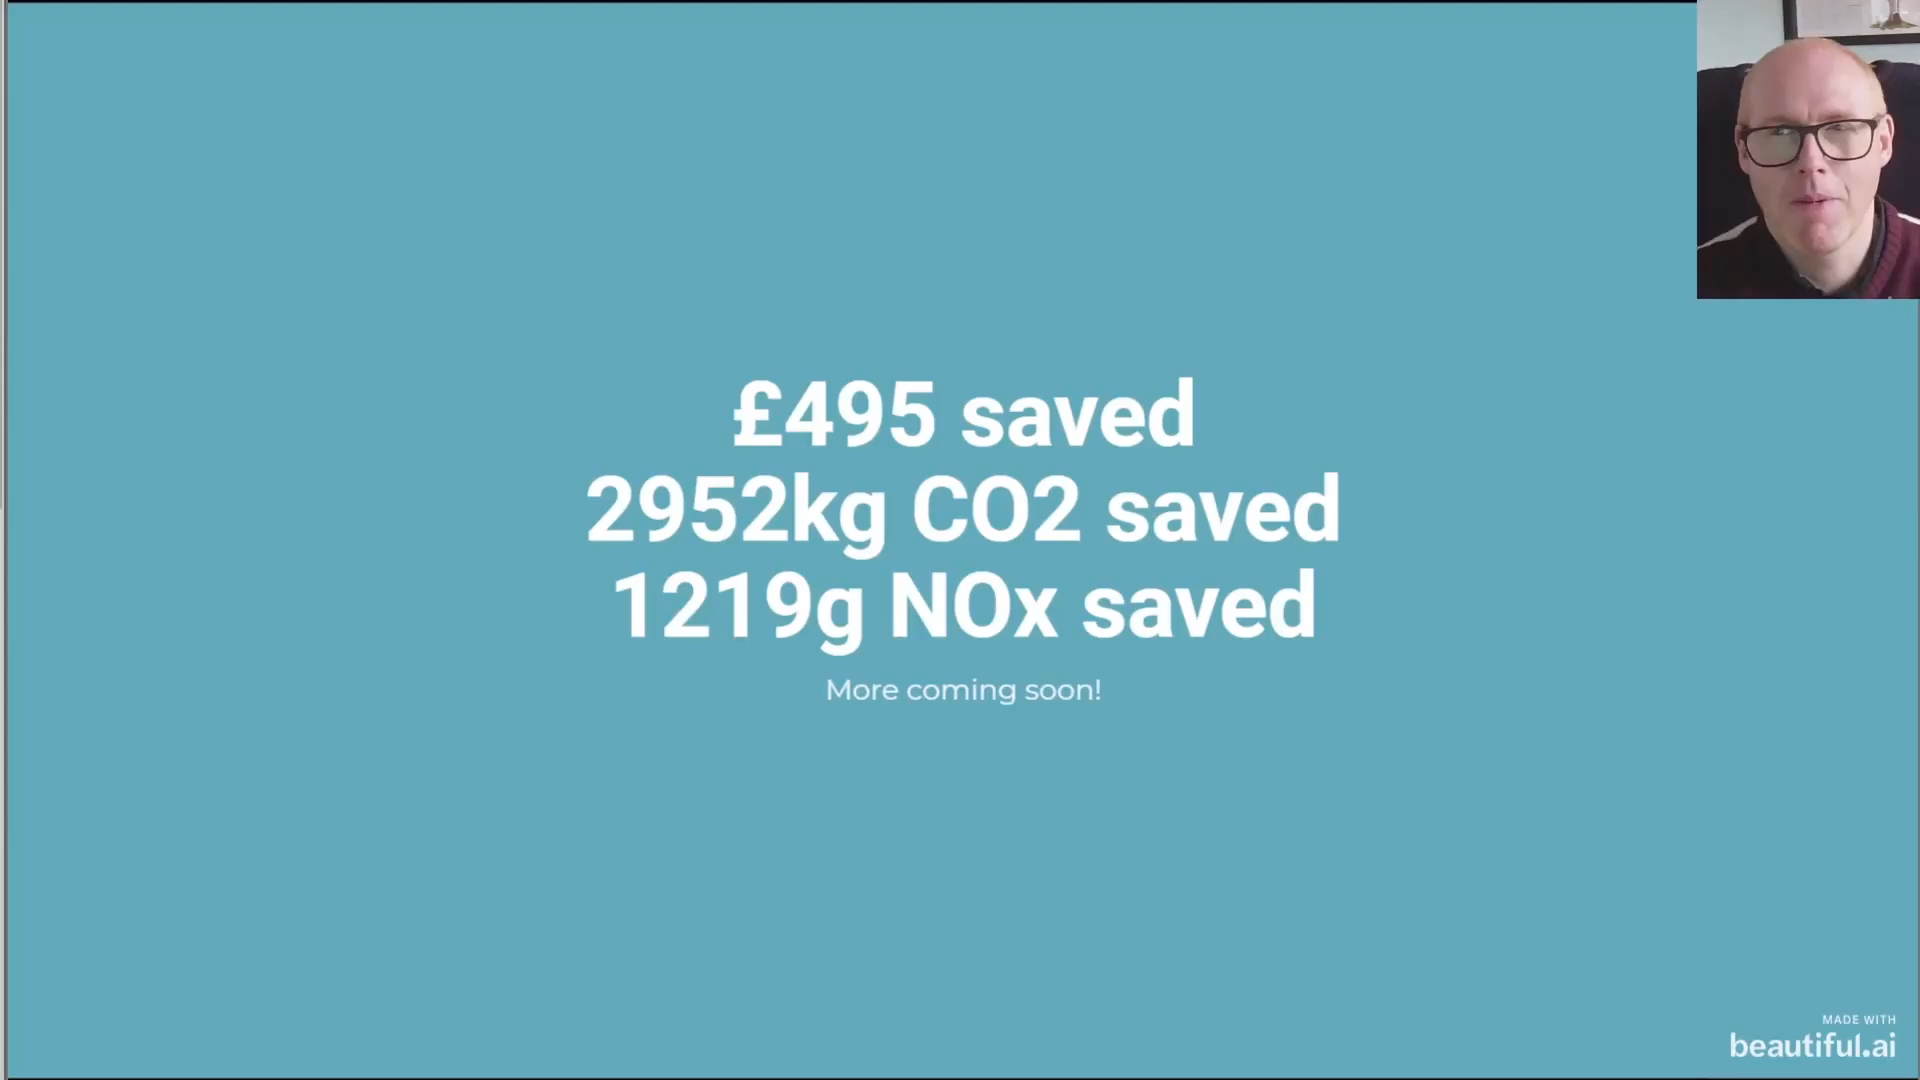 £495 saved
2952kg CO2 saved
1219g NOx saved
More coming soon!
MADE WITH
beautiful.ai